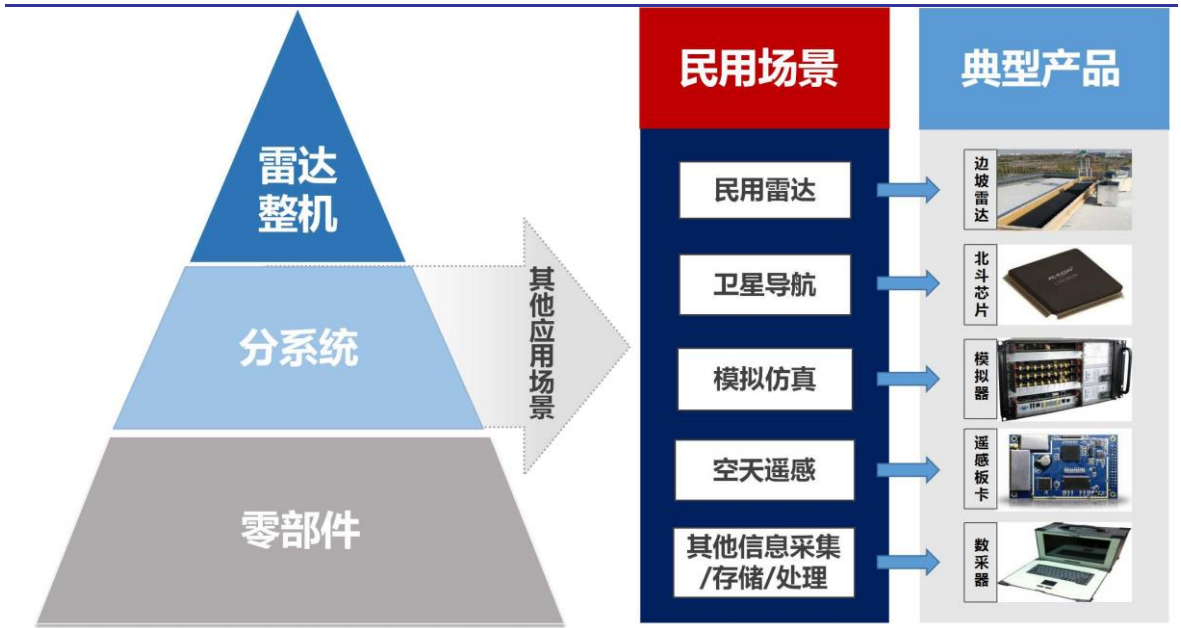 雷达
整机
分系统
零部件
其他应用场景
民用场景
民用雷达
卫星导航
模拟仿真
空天遥感
其他信息采集
/存储/处理
典型产品
边坡雷达
北斗芯片
模拟器
遥感板卡
数采器